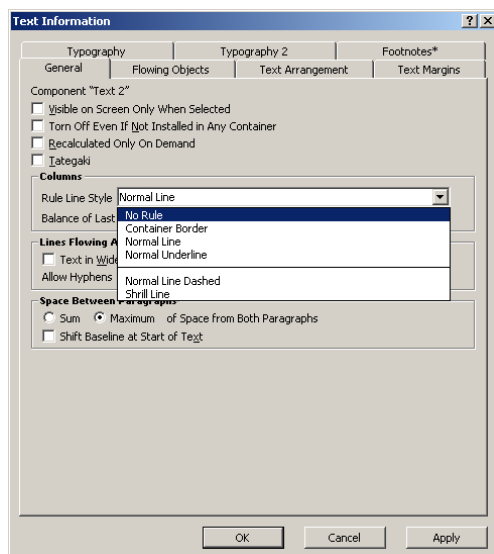 Text Information
Typography Typography 2 Footnotes*
General Flowing Objects Text Arrangement Text Margins
Component "Text 2"
Visible on Screen Only When Selected
Turn Off Even If Not Installed in Any Container
Recalculated Only On Demand
Tategaki
Columns
Rule Line Style Normal Line
Balance of Last
No Rule
Container Border
Normal Line
Normal Underline
Normal Line Dashed
Shrill Line
Lines Flowing
Text in
Allow Hyphens
Space Between Paragraphs
Sum Maximum of Space from Both Paragraphs
Shift Baseline at Start of Text
OK Cancel Apply